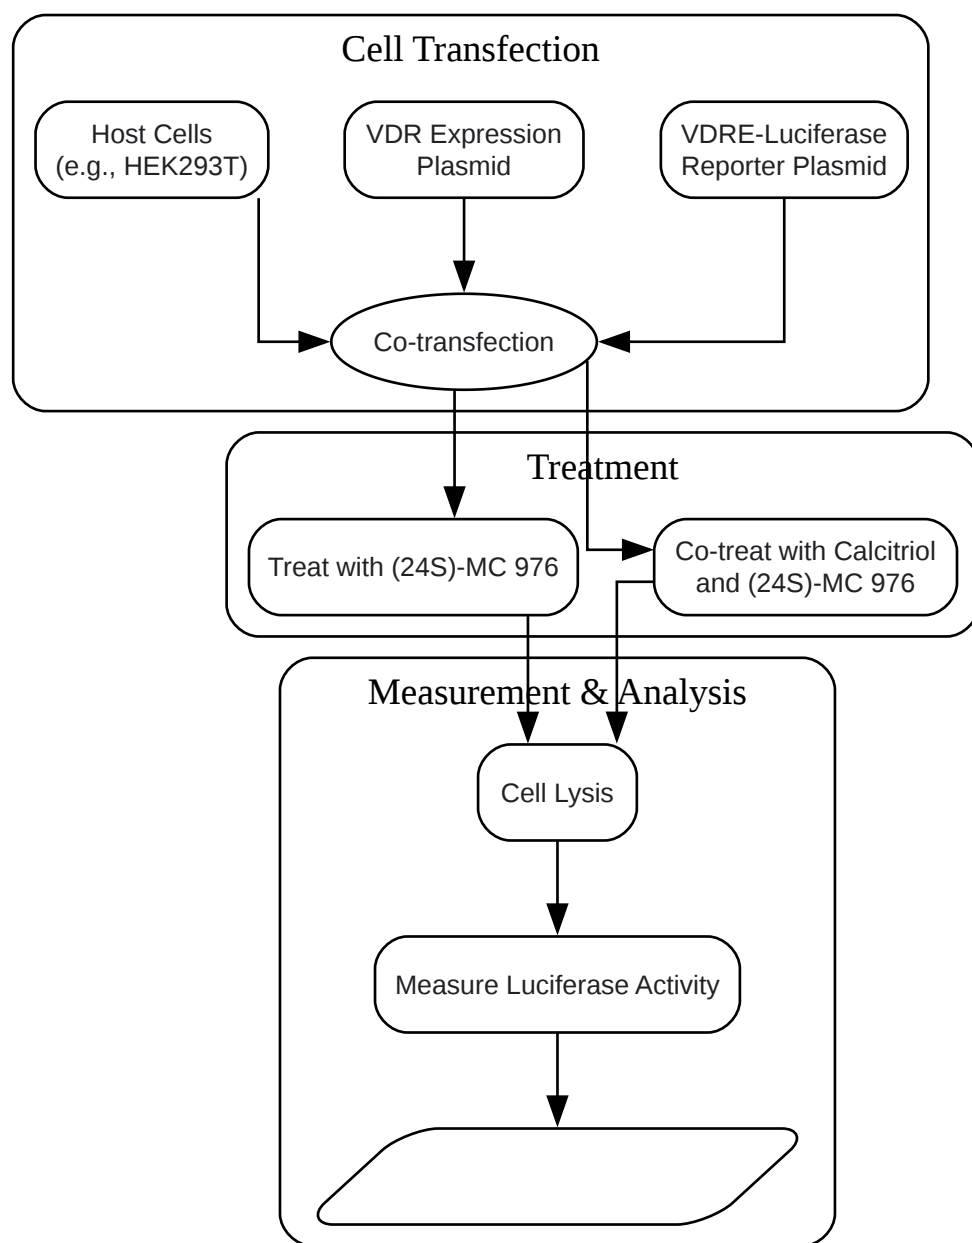 Cell Transfection
Host Cells
(e.g., HEK293T)
VDR Expression
Plasmid
VDRE-Luciferase
Reporter Plasmid
Co-transfection
Treatment
Treat with (24S)-MC 976
Co-treat with Calcitriol
and (24S)-MC 976
Measurement & Analysis
Cell Lysis
Measure Luciferase Activity